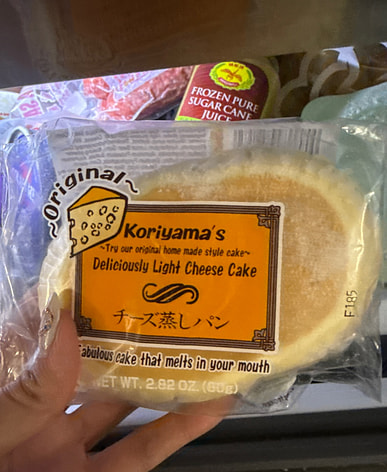 FROZEN PURE
SUGAR CANE
JUICE
~Original~
Koriyama's
~Try our original home made style cake~
Deliciously Light Cheese Cake
チーズ蒸しパン
Fabulous cake that melts in your mouth
NET WT. 2.82 OZ. (80g)
F185